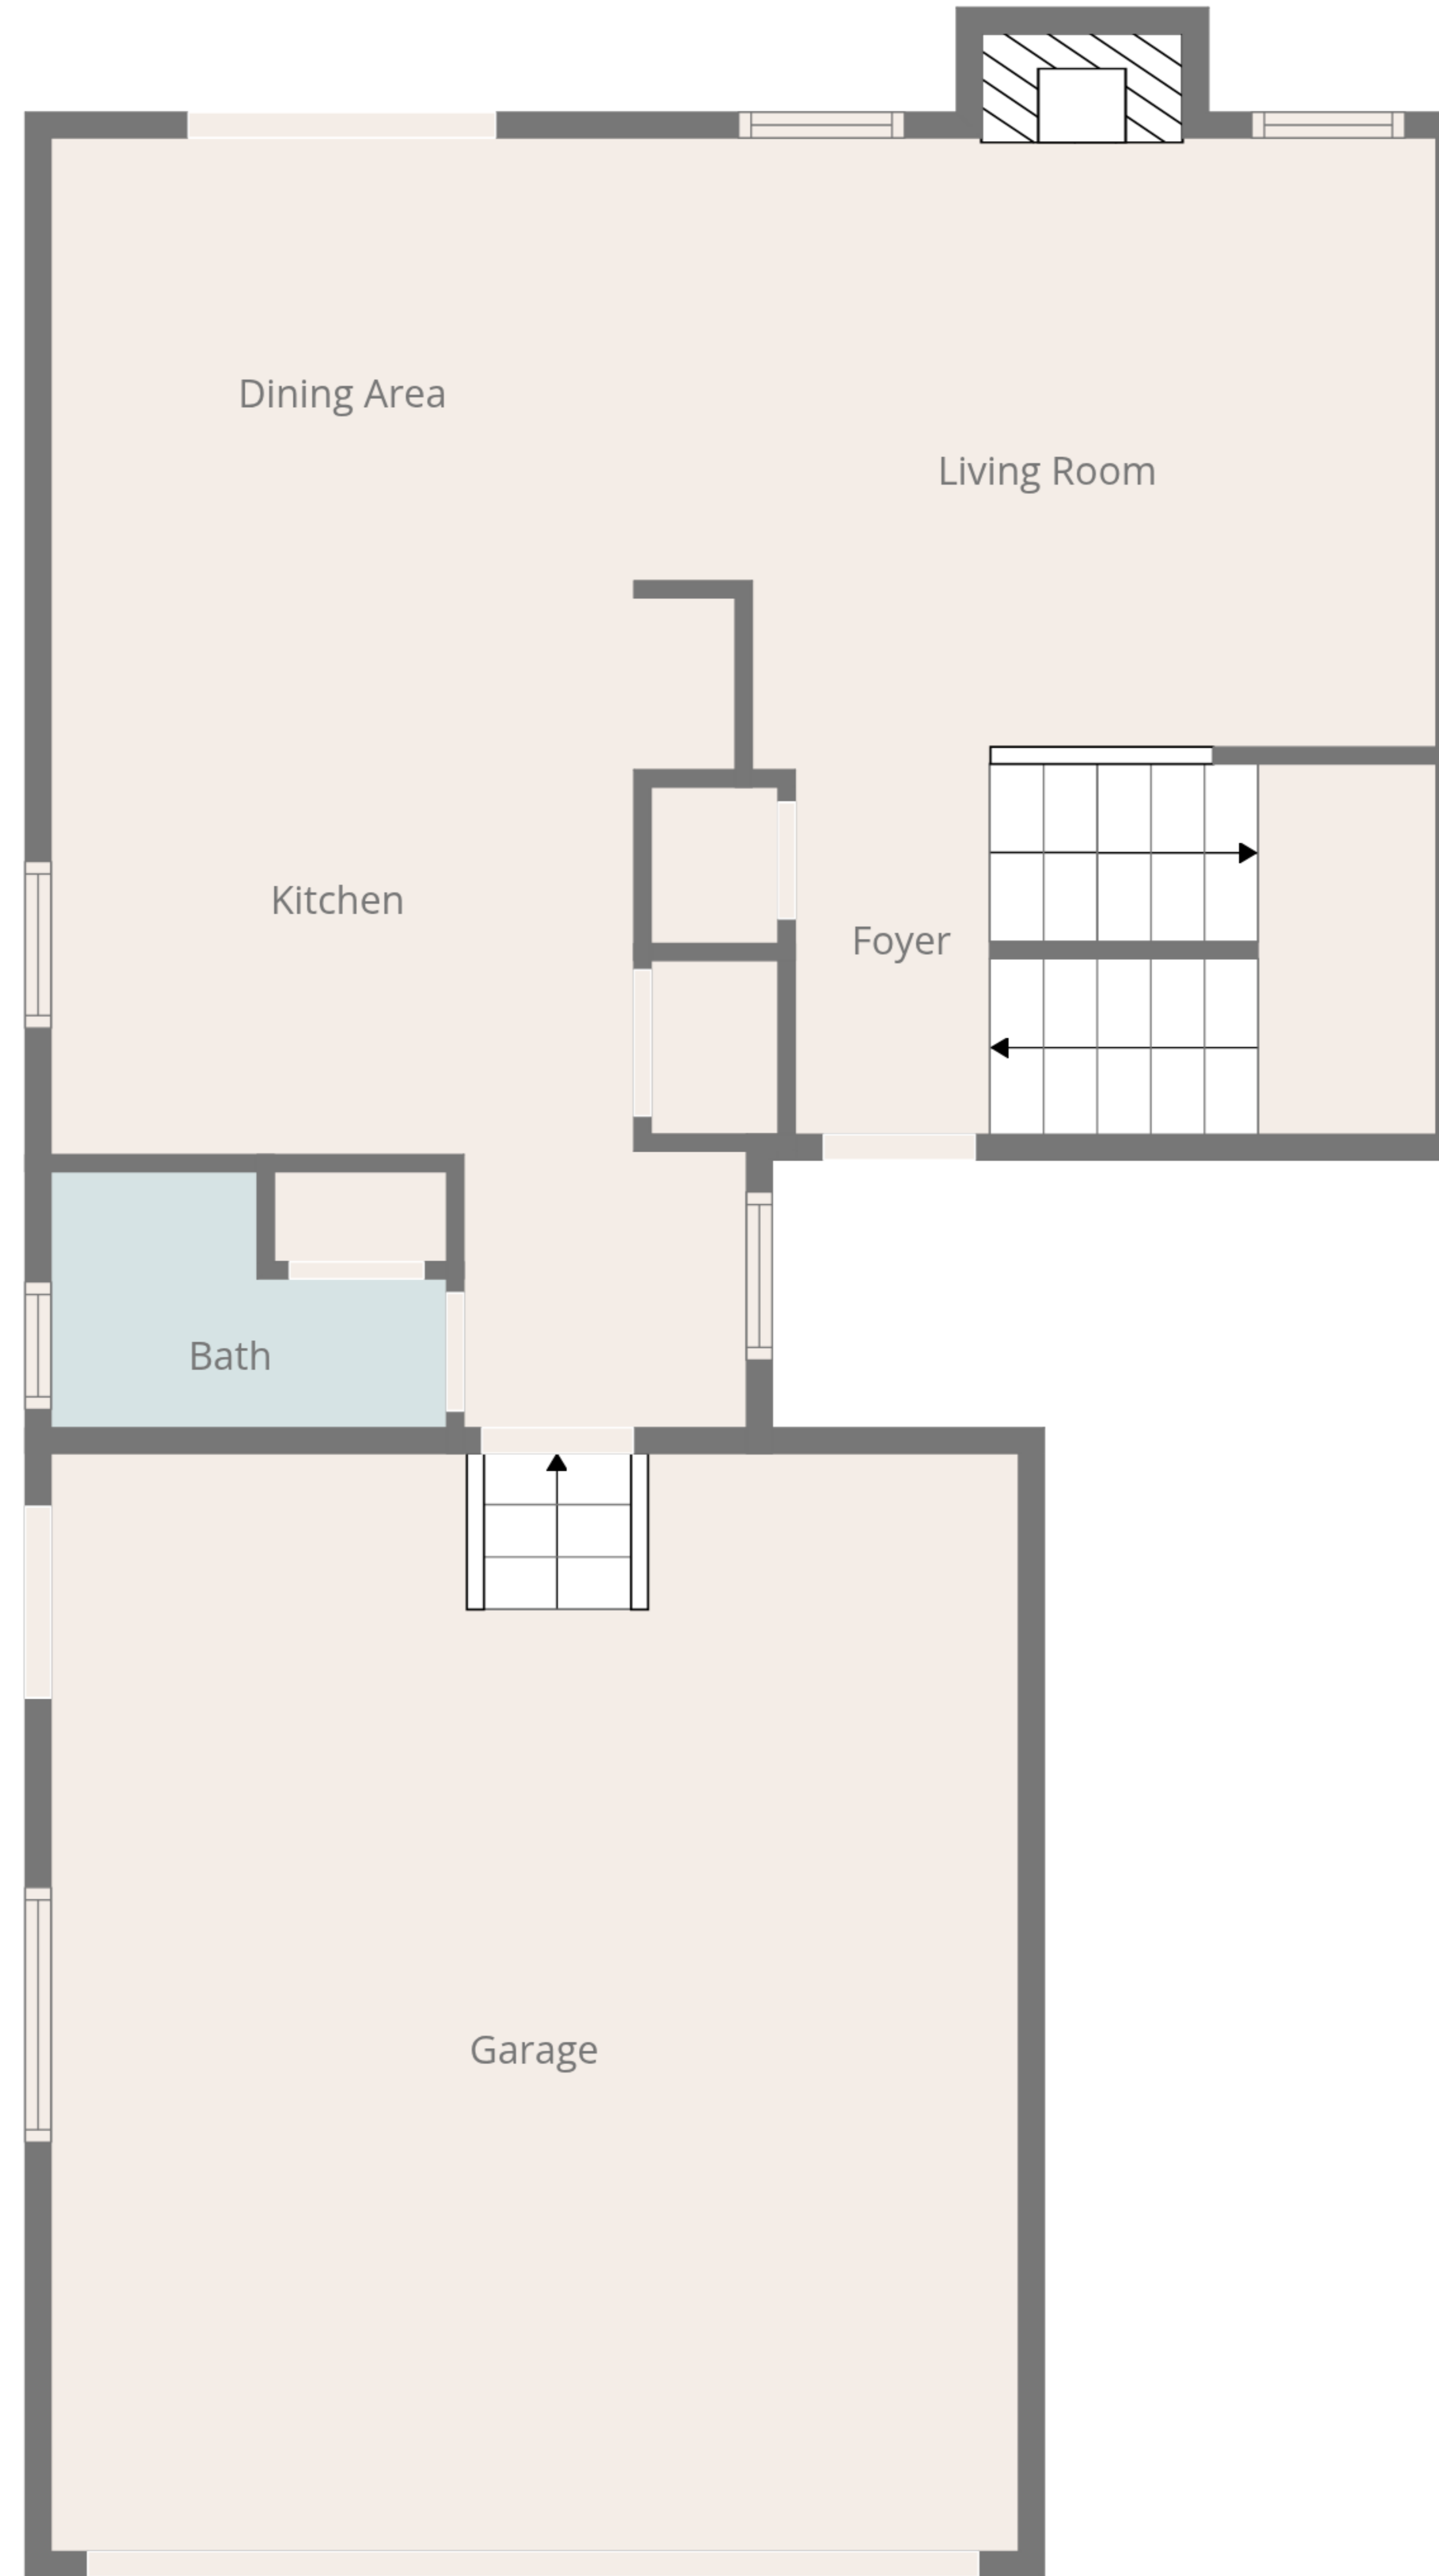 Dining Area
Living Room
Kitchen
Foyer
Bath
Garage